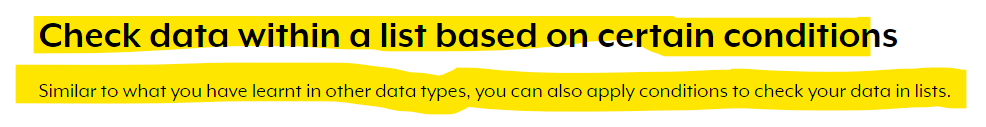 Check data within a list based on certain conditions
Similar to what you have learnt in other data types, you can also apply conditions to check your data in lists.